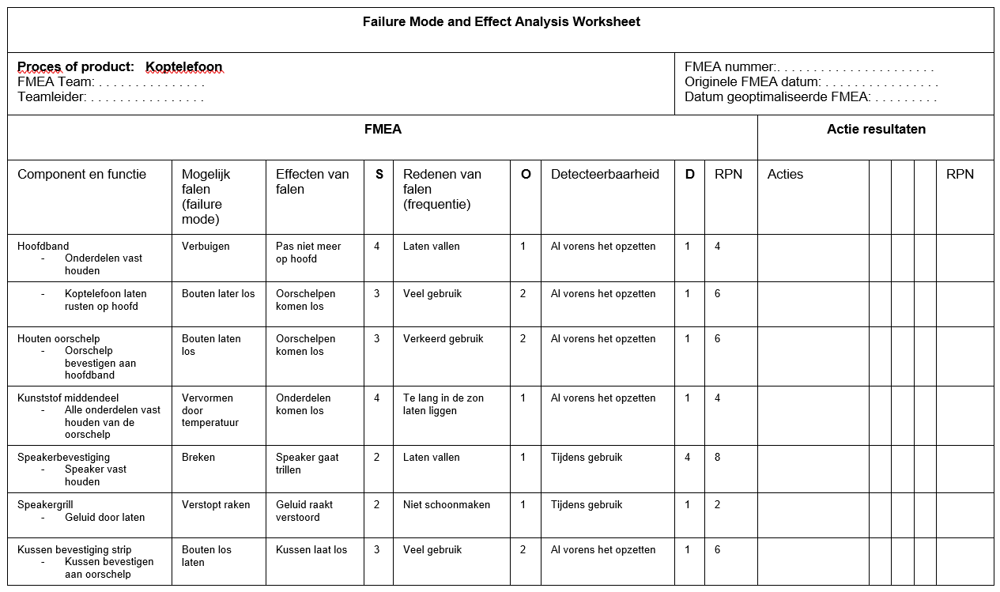 Failure Mode and Effect Analysis Worksheet
Proces of product: Koptelefoon
FMEA Team: . . . . . . . . . . . . . . .
Teamleider: . . . . . . . . . . . . . . . .
FMEA nummer:. . . . . . . . . . . . . . . . . . . . . .
Originele FMEA datum: . . . . . . . . . . . . . . . .
Datum geoptimaliseerde FMEA: . . . . . . . . .
FMEA
Actie resultaten
Component en functie
Mogelijk
falen
(failure
mode)
Effecten van
falen
S
Redenen van
falen
(frequentie)
O
Detecteerbaarheid
D
RPN
Acties
RPN
Hoofdband
- Onderdelen vast
houden
Verbuigen
Pas niet meer
op hoofd
4
Laten vallen
1
Al vorens het opzetten
1
4
- Koptelefoon laten
rusten op hoofd
Bouten later los
Oorschelpen
komen los
3
Veel gebruik
2
Al vorens het opzetten
1
6
Houten oorschelp
- Oorschelp
bevestigen aan
hoofdband
Bouten laten
los
Oorschelpen
komen los
3
Verkeerd gebruik
2
Al vorens het opzetten
1
6
Kunststof middendeel
- Alle onderdelen vast
houden van de
oorschelp
Vervormen
door
temperatuur
Onderdelen
komen los
4
Te lang in de zon
laten liggen
1
Al vorens het opzetten
1
4
Speakerbevestiging
- Speaker vast
houden
Breken
Speaker gaat
trillen
2
Laten vallen
1
Tijdens gebruik
4
8
Speakergrill
- Geluid door laten
Verstopt raken
Geluid raakt
verstoord
2
Niet schoonmaken
1
Tijdens gebruik
1
2
Kussen bevestiging strip
- Kussen bevestigen
aan oorschelp
Bouten los
laten
Kussen laat los
3
Veel gebruik
2
Al vorens het opzetten
1
6